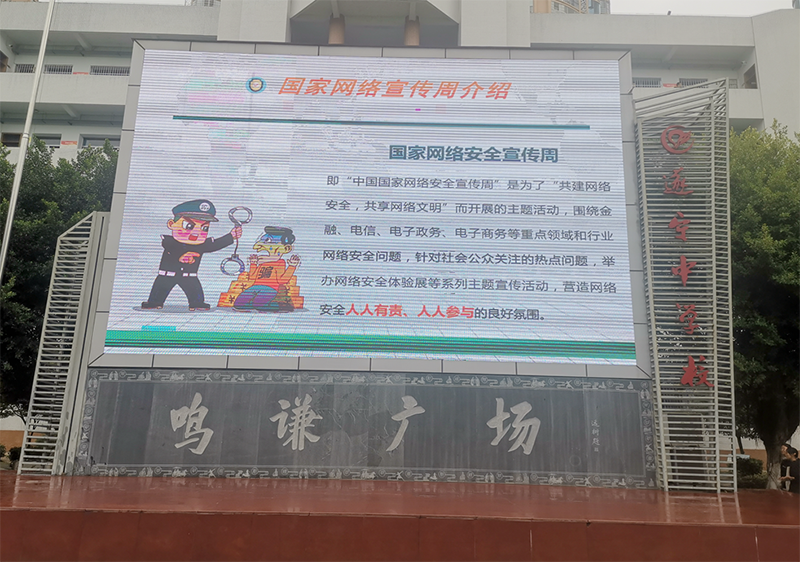 国家网络宣传周介绍
国家网络安全宣传周
即“中国国家网络安全宣传周”是为了“共建网络
安全，共享网络文明”而开展的主题活动，围绕金
融、电信、电子政务、电子商务等重点领域和行业
网络安全问题，针对社会公众关注的热点问题，举
办网络安全体验展等系列主题宣传活动，营造网络
安全人人有责、人人参与的良好氛围。
骗
鸣谦广场
中学校